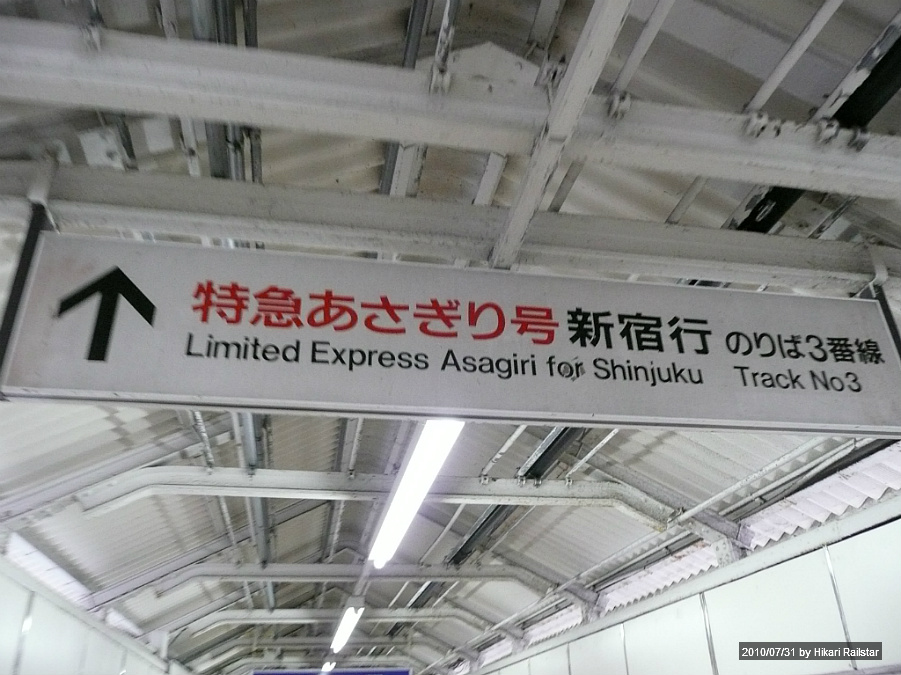 特急あさぎり号新宿行 のりば3番線
Limited Express Asagiri for Shinjuku Track No3
2010/07/31 by Hikari Railstar